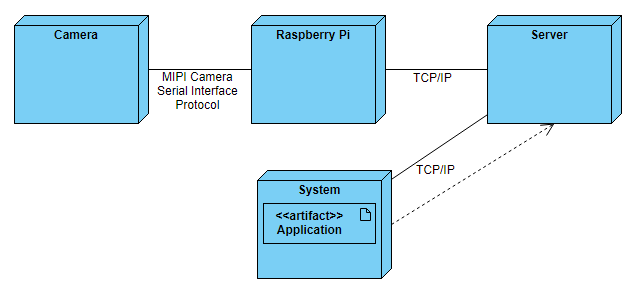 Camera
Raspberry Pi
Server
MIPI Camera
Serial Interface
Protocol
TCP/IP
TCP/IP
System
<<artifact>>
Application